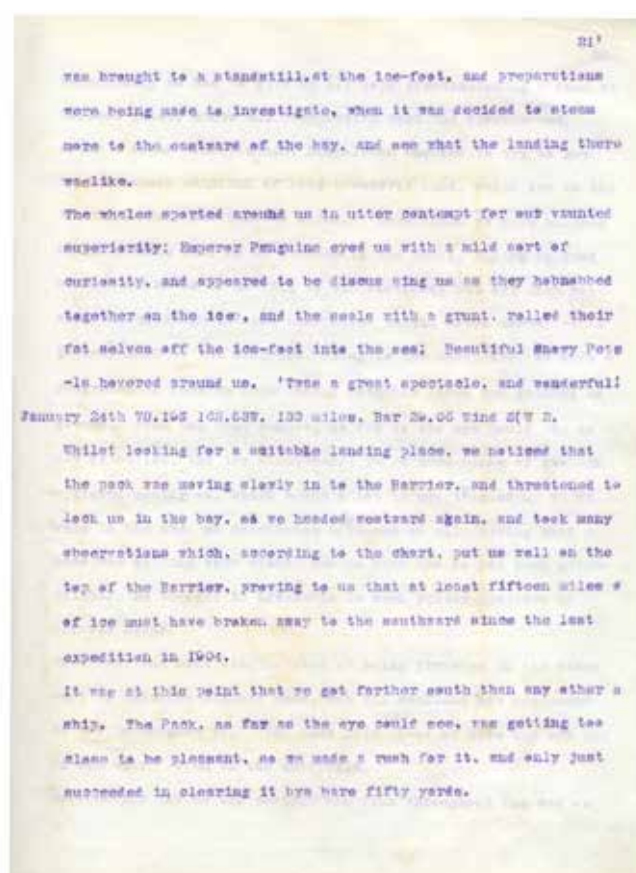 21'
was brought to a standstill,at the ice-foot, and preparations
were being made to investigate, when it was decided to steam
more to the eastward of the bay, and see what the landing there
waslike.
The whales sported around us in utter contempt for our vaunted
superiority; Emperor Penguins eyed us with a mild sort of
curiosity, and appeared to be discus sing us as they hobnobbed
together on the ice, and the seals with a grunt, rolled their
fat selves off the ice-foot into the sea; Beautiful Snowy Pete
-ls hovered around us. 'Twas a great spectacle, and wonderful!
January 24th miles. Bar Wind
Whilst looking for a suitable landing place, we noticed that
the pack was moving slowly in to the Barrier, and threatened to
lock us in the bay, so we headed westward again, and took many
observations which, according to the chart, put us well on the
top of the Barrier, proving to us that at least fifteen miles
of ice must have broken away to the southward since the last
expedition in 1904.
It was at this point that we got farther south than any other
ship. The Pack, as far as the eye could see, was getting too
close to be pleasant, so we made a rush for it, and only just
succeeded in clearing it bya bare fifty yards.